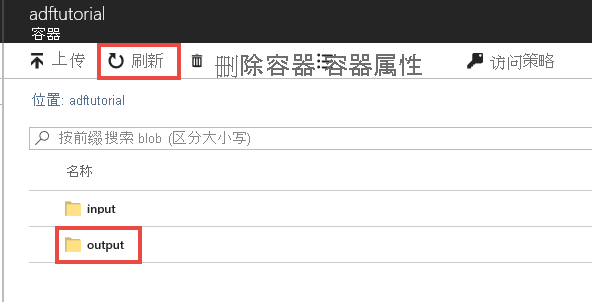 adftutorial
容器
上传 刷新 删除容器 容器属性 访问策略
位置: adftutorial
按前缀搜索 blob (区分大小写)
名称
input
output